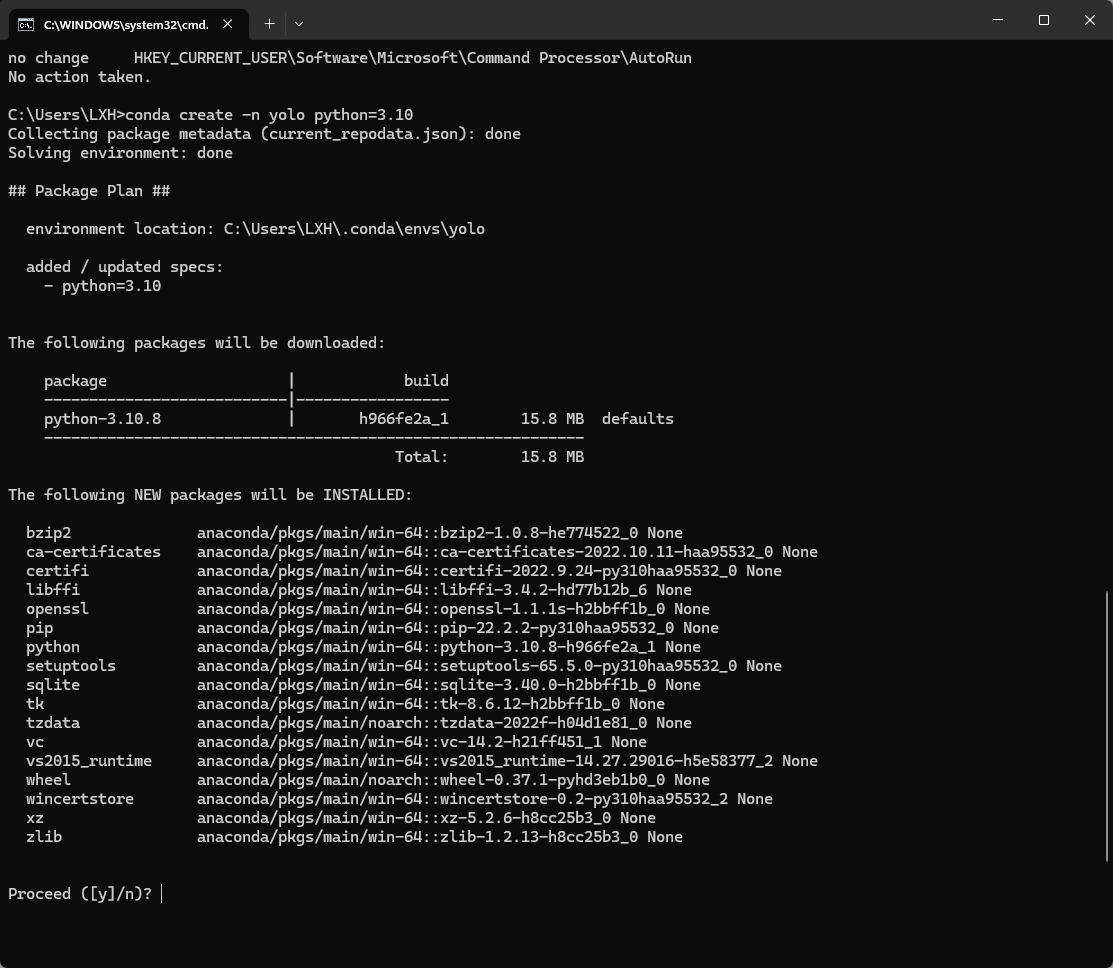 C:\WINDOWS\system32\cmd.
no change     HKEY_CURRENT_USER\Software\Microsoft\Command Processor\AutoRun
No action taken.
C:\Users\LXH>conda create -n yolo python=3.10
Collecting package metadata (current_repodata.json): done
Solving environment: done
## Package Plan ##
  environment location: C:\Users\LXH\.conda\envs\yolo
  added / updated specs:
    - python=3.10
The following packages will be downloaded:
    package                    |            build
    ---------------------------|-----------------
    python-3.10.8              |       h966fe2a_1        15.8 MB  defaults
    ------------------------------------------------------------
                                           Total:        15.8 MB
The following NEW packages will be INSTALLED:
  bzip2              anaconda/pkgs/main/win-64::bzip2-1.0.8-he774522_0 None
  ca-certificates    anaconda/pkgs/main/win-64::ca-certificates-2022.10.11-haa95532_0 None
  certifi            anaconda/pkgs/main/win-64::certifi-2022.9.24-py310haa95532_0 None
  libffi             anaconda/pkgs/main/win-64::libffi-3.4.2-hd77b12b_6 None
  openssl            anaconda/pkgs/main/win-64::openssl-1.1.1s-h2bbff1b_0 None
  pip                anaconda/pkgs/main/win-64::pip-22.2.2-py310haa95532_0 None
  python             anaconda/pkgs/main/win-64::python-3.10.8-h966fe2a_1 None
  setuptools         anaconda/pkgs/main/win-64::setuptools-65.5.0-py310haa95532_0 None
  sqlite             anaconda/pkgs/main/win-64::sqlite-3.40.0-h2bbff1b_0 None
  tk                 anaconda/pkgs/main/win-64::tk-8.6.12-h2bbff1b_0 None
  tzdata             anaconda/pkgs/main/noarch::tzdata-2022f-h04d1e81_0 None
  vc                 anaconda/pkgs/main/win-64::vc-14.2-h21ff451_1 None
  vs2015_runtime     anaconda/pkgs/main/win-64::vs2015_runtime-14.27.29016-h5e58377_2 None
  wheel              anaconda/pkgs/main/noarch::wheel-0.37.1-pyhd3eb1b0_0 None
  wincertstore       anaconda/pkgs/main/win-64::wincertstore-0.2-py310haa95532_2 None
  xz                 anaconda/pkgs/main/win-64::xz-5.2.6-h8cc25b3_0 None
  zlib               anaconda/pkgs/main/win-64::zlib-1.2.13-h8cc25b3_0 None
Proceed ([y]/n)?